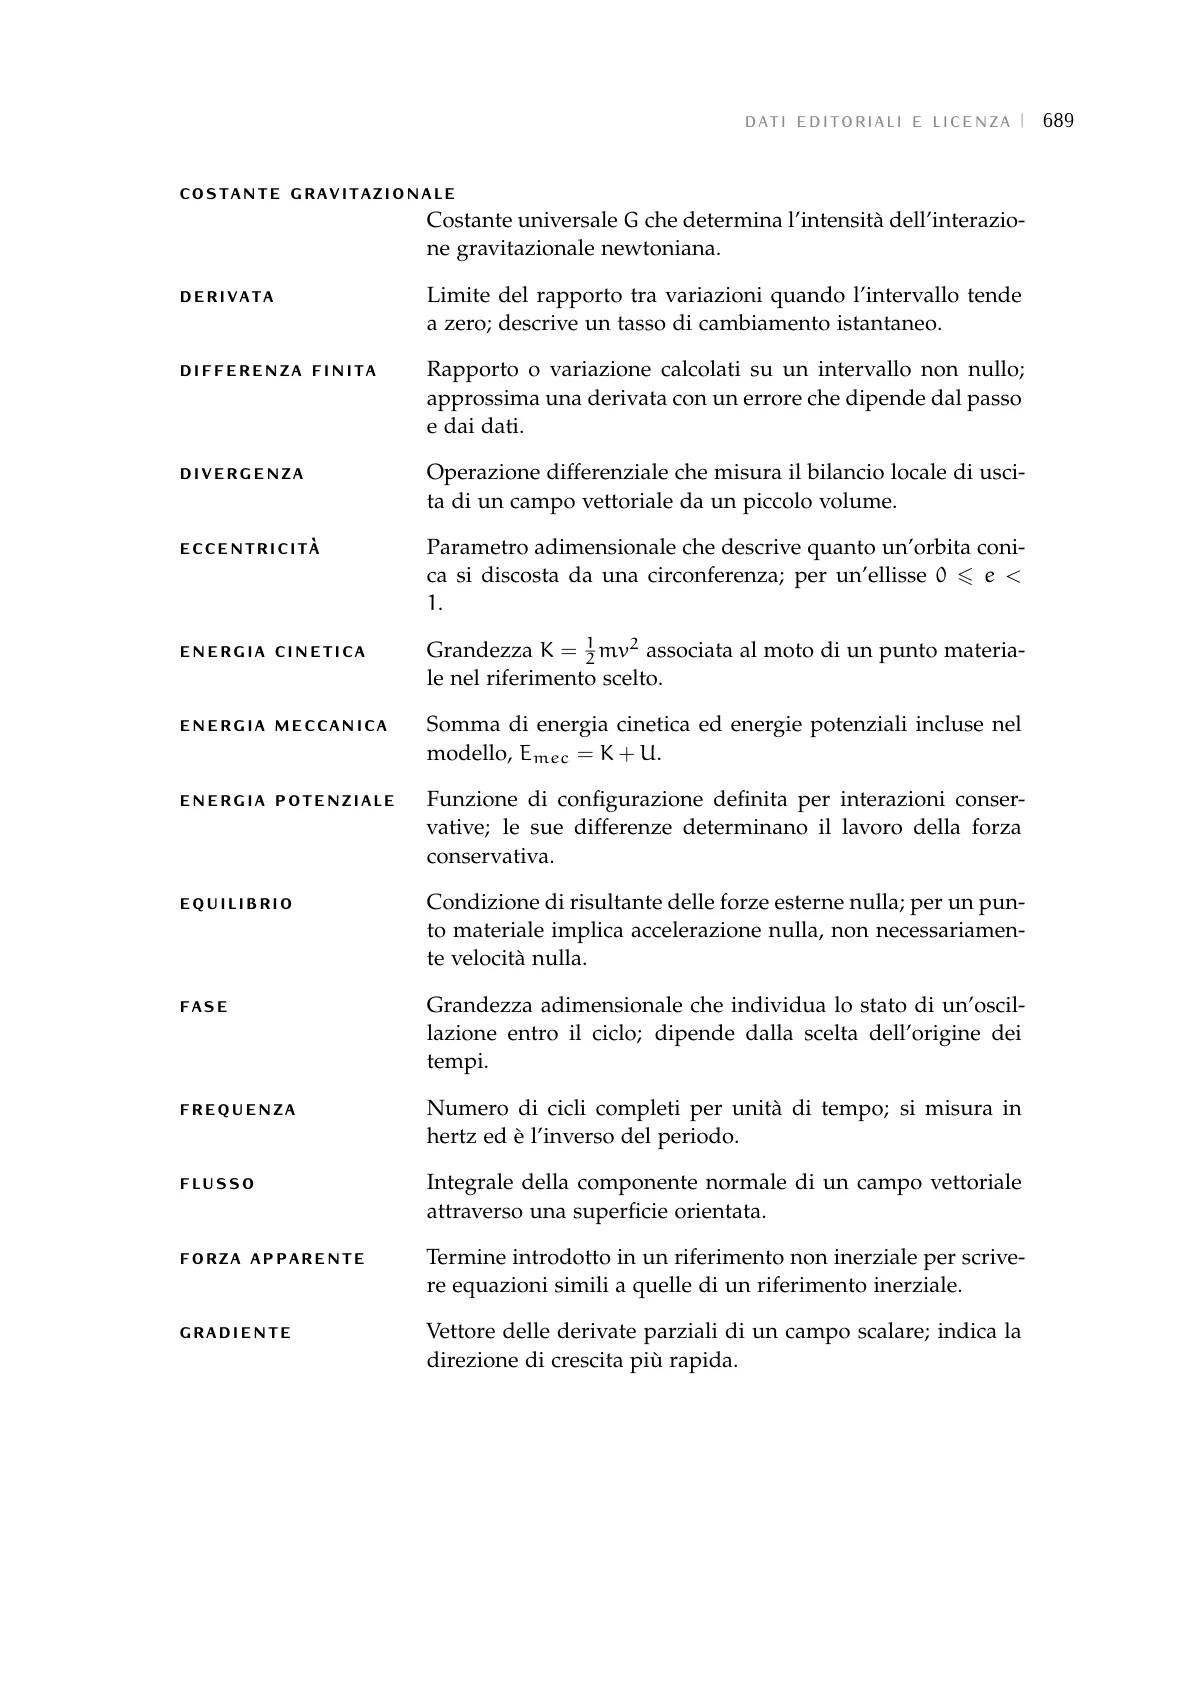 DATI EDITORIALI E LICENZA | 689
COSTANTE GRAVITAZIONALE
Costante universale G che determina l'intensità dell'interazio-
ne gravitazionale newtoniana.
DERIVATA Limite del rapporto tra variazioni quando l'intervallo tende
a zero; descrive un tasso di cambiamento istantaneo.
DIFFERENZA FINITA Rapporto o variazione calcolati su un intervallo non nullo;
approssima una derivata con un errore che dipende dal passo
e dai dati.
DIVERGENZA Operazione differenziale che misura il bilancio locale di usci-
ta di un campo vettoriale da un piccolo volume.
ECCENTRICITÀ Parametro adimensionale che descrive quanto un'orbita coni-
ca si discosta da una circonferenza; per un'ellisse 0 ⩽ e <
1.
ENERGIA CINETICA Grandezza K = ½mv² associata al moto di un punto materia-
le nel riferimento scelto.
ENERGIA MECCANICA Somma di energia cinetica ed energie potenziali incluse nel
modello, E_mec = K + U.
ENERGIA POTENZIALE Funzione di configurazione definita per interazioni conser-
vative; le sue differenze determinano il lavoro della forza
conservativa.
EQUILIBRIO Condizione di risultante delle forze esterne nulla; per un pun-
to materiale implica accelerazione nulla, non necessariamen-
te velocità nulla.
FASE Grandezza adimensionale che individua lo stato di un'oscil-
lazione entro il ciclo; dipende dalla scelta dell'origine dei
tempi.
FREQUENZA Numero di cicli completi per unità di tempo; si misura in
hertz ed è l'inverso del periodo.
FLUSSO Integrale della componente normale di un campo vettoriale
attraverso una superficie orientata.
FORZA APPARENTE Termine introdotto in un riferimento non inerziale per scrive-
re equazioni simili a quelle di un riferimento inerziale.
GRADIENTE Vettore delle derivate parziali di un campo scalare; indica la
direzione di crescita più rapida.